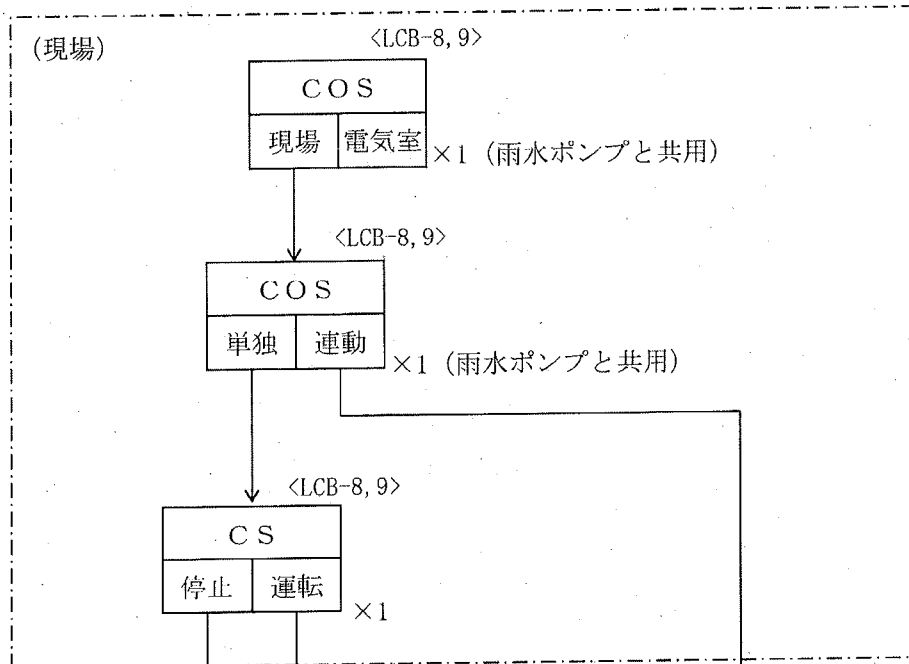 (現場)
<LCB-8,9>
COS
現場 電気室
×1 (雨水ポンプと共用)
<LCB-8,9>
COS
単独 連動
×1 (雨水ポンプと共用)
<LCB-8,9>
CS
停止 運転
×1